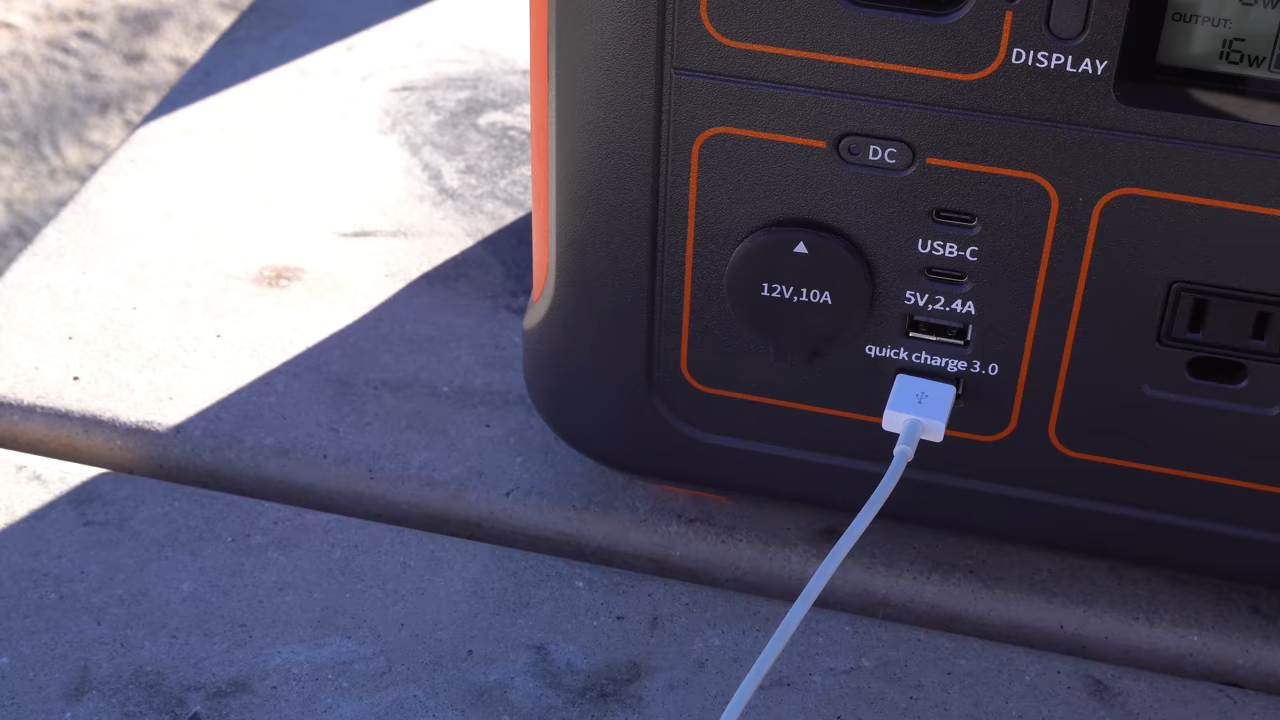 OUTPUT:
16W
DISPLAY
DC
USB-C
12V,10A
5V,2.4A
quick charge 3.0